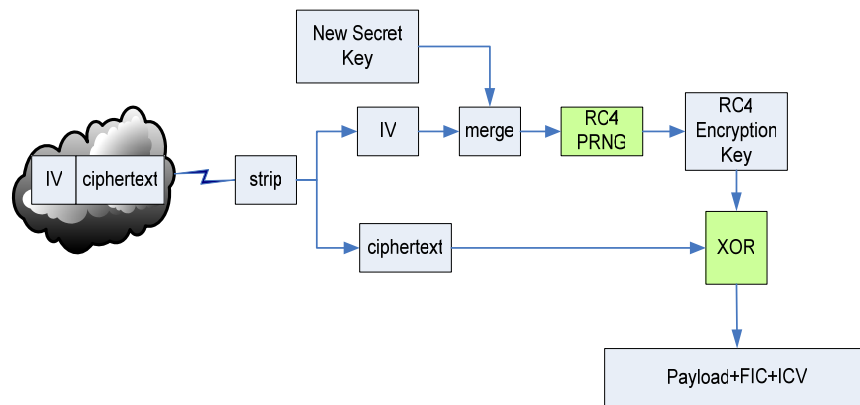 New Secret
Key
IV
merge
RC4
PRNG
RC4
Encryption
Key
IV
ciphertext
strip
ciphertext
XOR
Payload+FIC+ICV